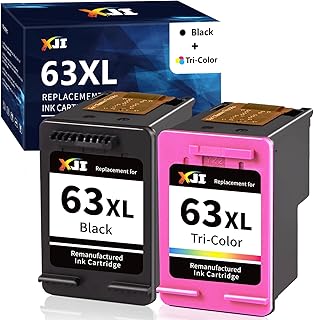 XJI
63XL
REPLACEMENT
INK CARTRIDGE
Black
+
Tri-Color
XJI
Replacement for
63XL
Black
Remanufactured
Ink Cartridge
XJI
Replacement for
63XL
Tri-Color
Remanufactured
Ink Cartridge